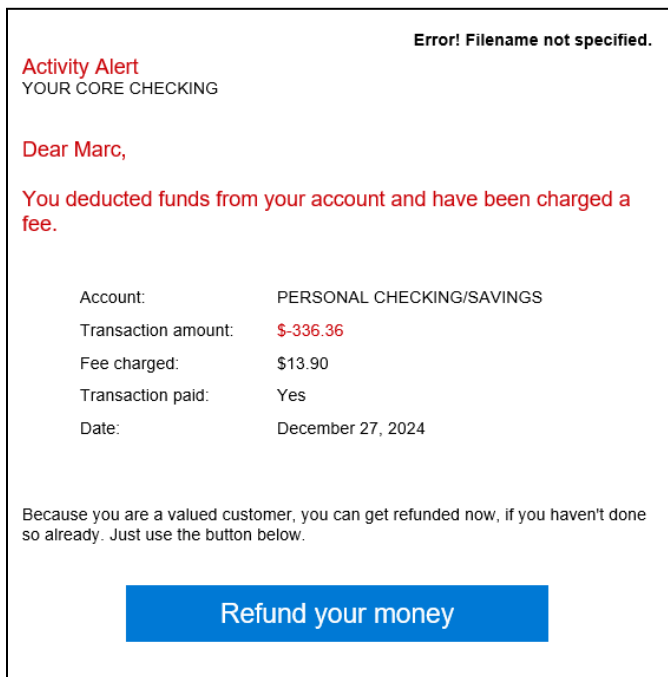 Error! Filename not specified.
Activity Alert
YOUR CORE CHECKING
Dear Marc,
You deducted funds from your account and have been charged a
fee.
Account: PERSONAL CHECKING/SAVINGS
Transaction amount: $-336.36
Fee charged: $13.90
Transaction paid: Yes
Date: December 27, 2024
Because you are a valued customer, you can get refunded now, if you haven't done
so already. Just use the button below.
Refund your money